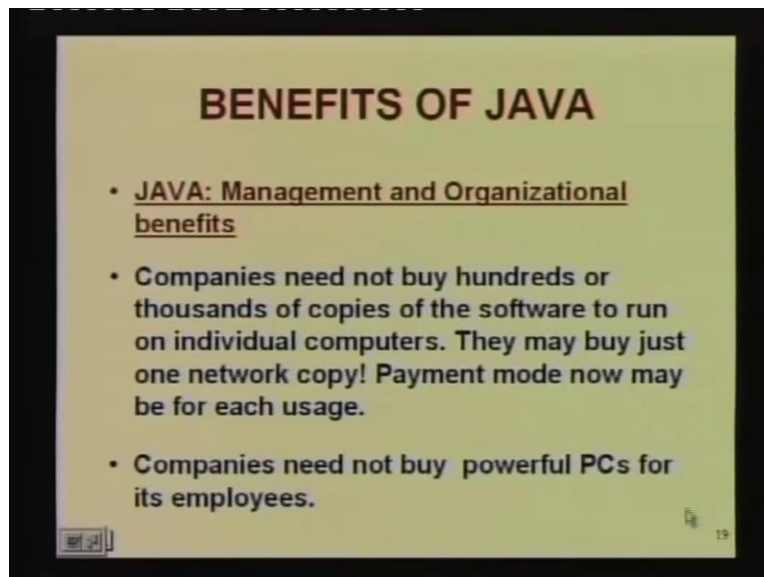 BENEFITS OF JAVA
• JAVA: Management and Organizational
benefits
• Companies need not buy hundreds or
thousands of copies of the software to run
on individual computers. They may buy just
one network copy! Payment mode now may
be for each usage.
• Companies need not buy powerful PCs for
its employees.
19